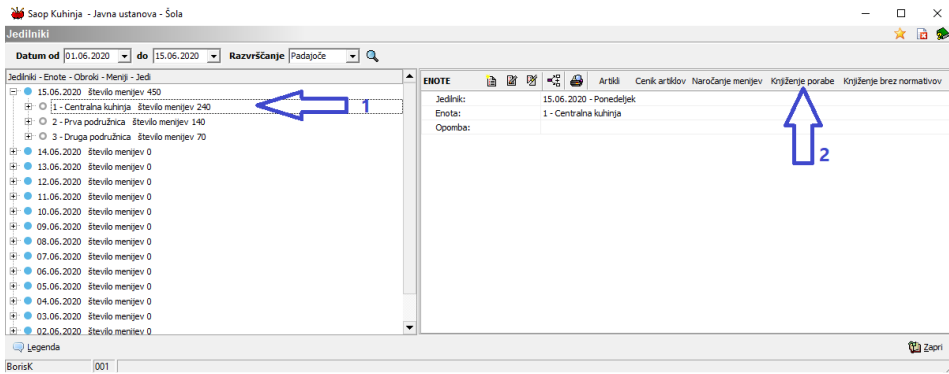 Saop Kuhinja - Javna ustanova - Šola
Jedilniki
Datum od 01.06.2020 do 15.06.2020 Razvrščanje Padajoče
Jedilniki - Enote - Obroki - Meniji - Jedi
15.06.2020 število menijev 450
1 - Centralna kuhinja število menijev 240
2 - Prva podružnica število menijev 140
3 - Druga podružnica število menijev 70
14.06.2020 število menijev 0
13.06.2020 število menijev 0
12.06.2020 število menijev 0
11.06.2020 število menijev 0
10.06.2020 število menijev 0
09.06.2020 število menijev 0
08.06.2020 število menijev 0
07.06.2020 število menijev 0
06.06.2020 število menijev 0
05.06.2020 število menijev 0
04.06.2020 število menijev 0
03.06.2020 število menijev 0
02.06.2020 število menijev 0
1
ENOTE Artikli Cenik artiklov Naročanje menijev Knjiženje porabe Knjiženje brez normativov
Jedilnik: 15.06.2020 - Ponedeljek
Enota: 1 - Centralna kuhinja
Opomba:
2
Legenda
Zapri
BorisK 001